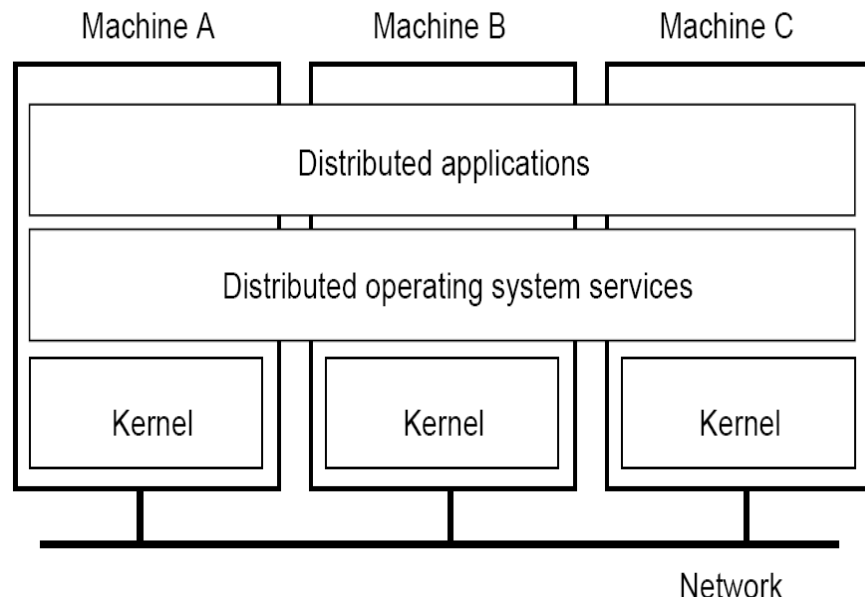 Machine A
Machine B
Machine C
Distributed applications
Distributed operating system services
Kernel
Kernel
Kernel
Network